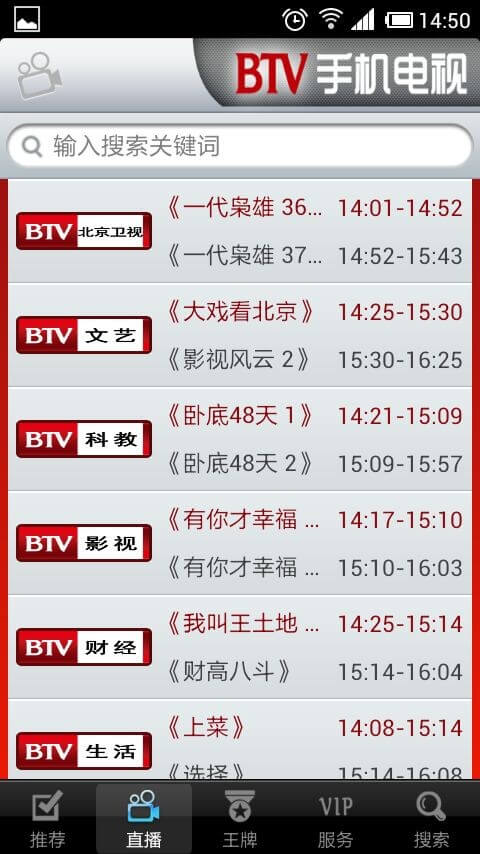 14:50
BTV 手机电视
输入搜索关键词
BTV 北京卫视
《一代枭雄 36... 14:01-14:52
《一代枭雄 37... 14:52-15:43
BTV 文艺
《大戏看北京》 14:25-15:30
《影视风云 2》 15:30-16:25
BTV 科教
《卧底48天 1》 14:21-15:09
《卧底48天 2》 15:09-15:57
BTV 影视
《有你才幸福 ... 14:17-15:10
《有你才幸福 ... 15:10-16:03
BTV 财经
《我叫王土地 ... 14:25-15:14
《财高八斗》 15:14-16:04
BTV 生活
《上菜》 14:08-15:14
《选择》 15:14-16:08
推荐 直播 王牌 VIP 服务 搜索